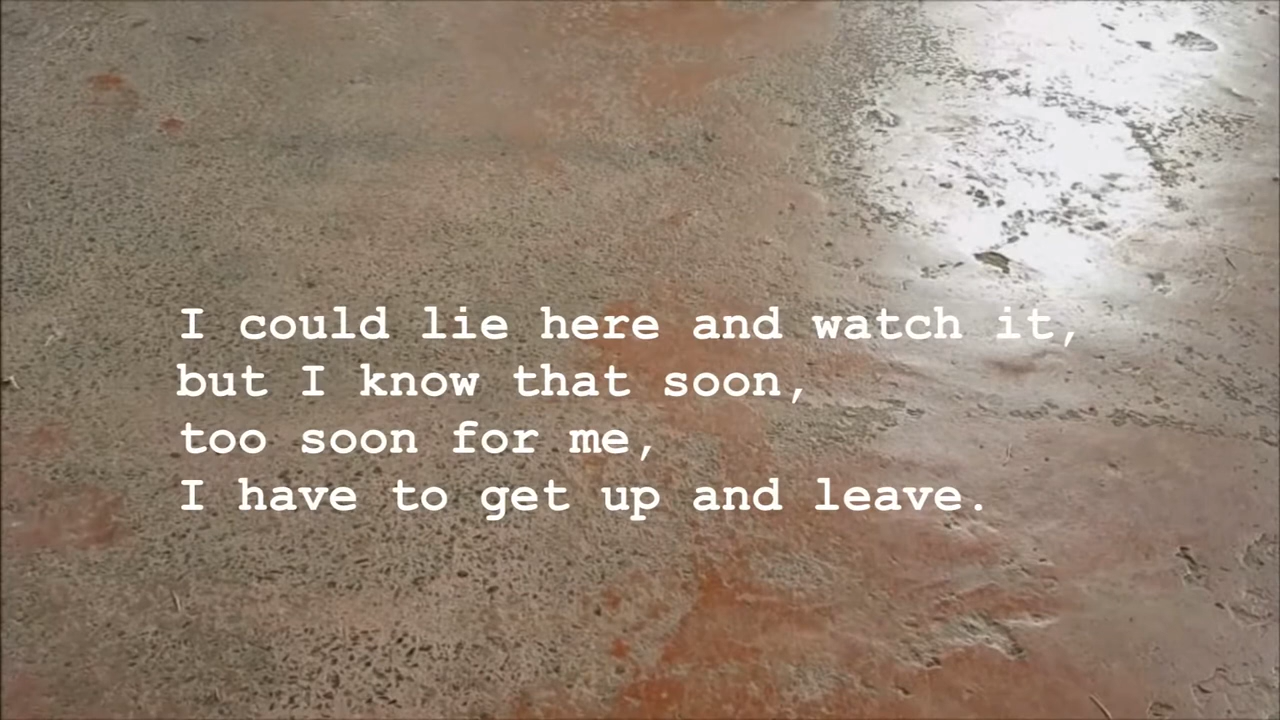 I could lie here and watch it,
but I know that soon,
too soon for me,
I have to get up and leave.